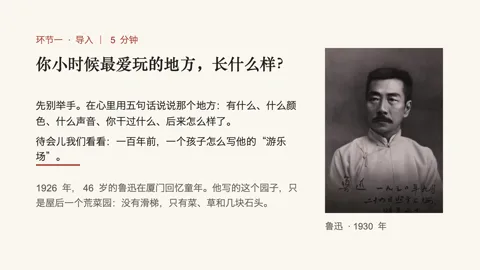 环节一 · 导入 ｜ 5 分钟
你小时候最爱玩的地方，长什么样?
先别举手。在心里用五句话说说那个地方：有什么、什么颜
色、什么声音、你干过什么、后来怎么样了。
待会儿我们看看：一百年前，一个孩子怎么写他的“游乐
场”。
1926 年，46 岁的鲁迅在厦门回忆童年。他写的这个园子，只
是屋后一个荒菜园：没有滑梯，只有菜、草和几块石头。
鲁迅 · 1930 年